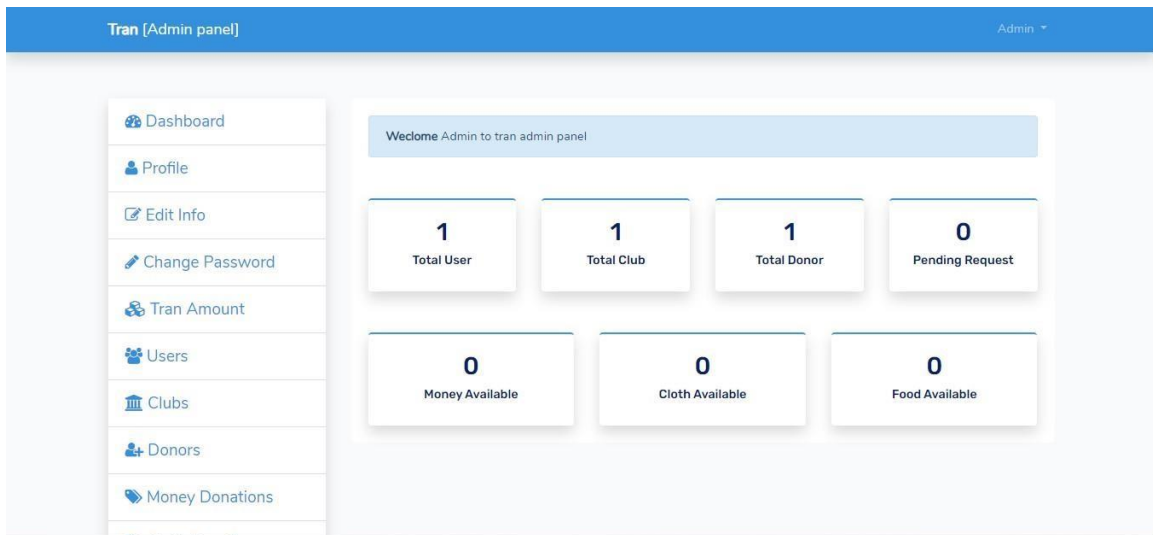 Tran [Admin panel]
Admin
Dashboard
Profile
Edit Info
Change Password
Tran Amount
Users
Clubs
Donors
Money Donations
Weclome Admin to tran admin panel
1
Total User
1
Total Club
1
Total Donor
0
Pending Request
0
Money Available
0
Cloth Available
0
Food Available